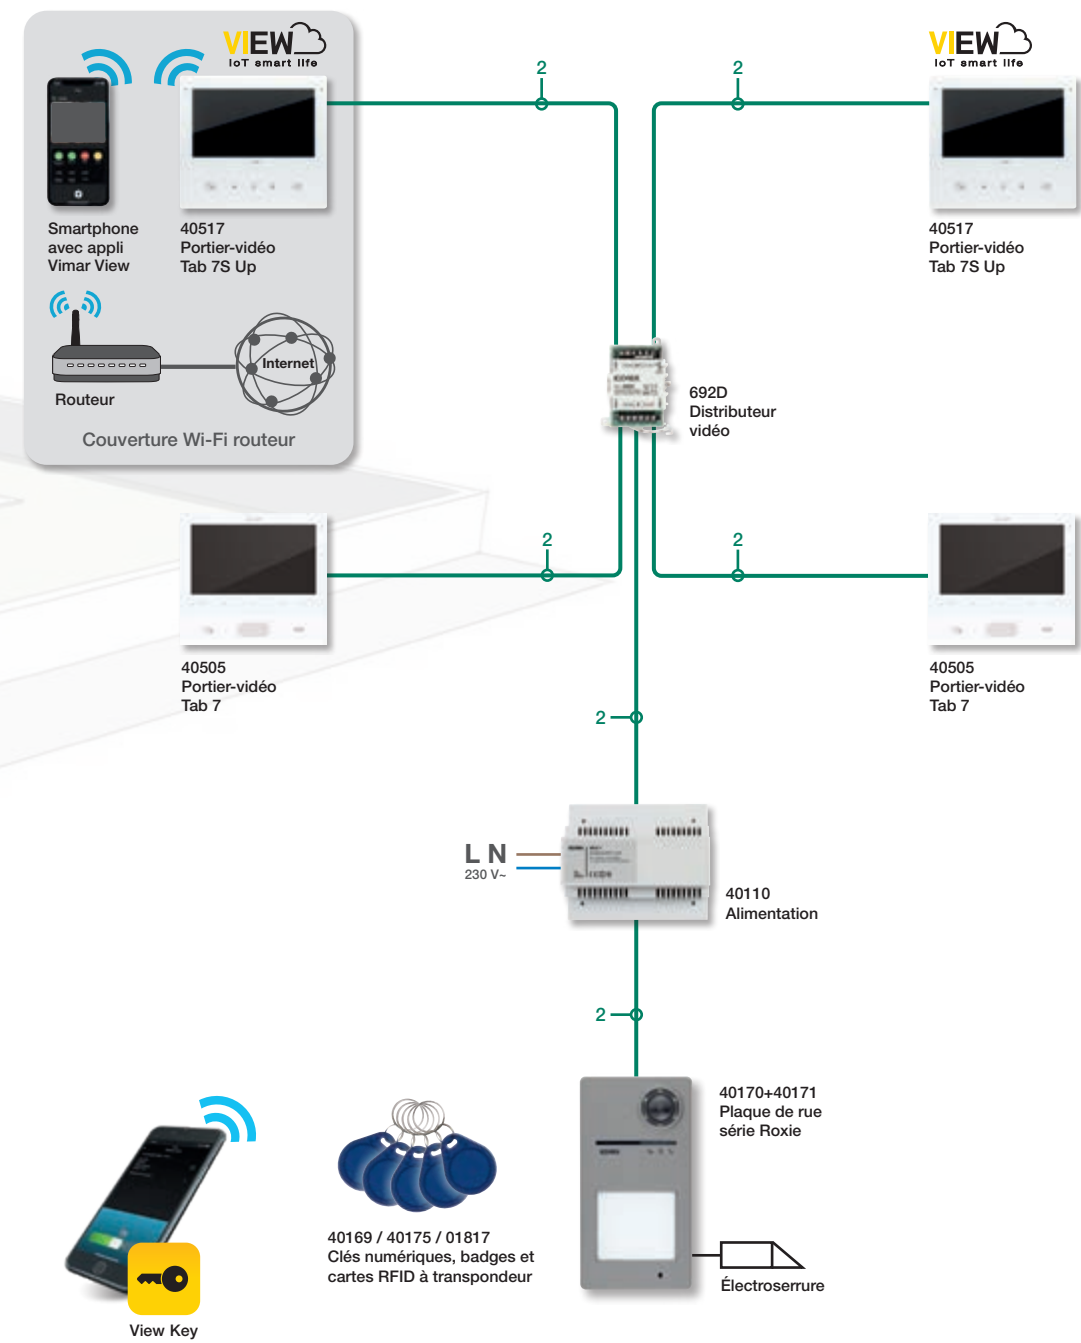 VIEW
IoT smart life
Smartphone
avec appli
Vimar View
40517
Portier-vidéo
Tab 7S Up
Routeur
Internet
Couverture Wi-Fi routeur
2
2
VIEW
IoT smart life
40517
Portier-vidéo
Tab 7S Up
692D
Distributeur
vidéo
2
2
40505
Portier-vidéo
Tab 7
40505
Portier-vidéo
Tab 7
2
L N
230 V~
40110
Alimentation
2
40170+40171
Plaque de rue
série Roxie
40169 / 40175 / 01817
Clés numériques, badges et
cartes RFID à transpondeur
Électroserrure
View Key